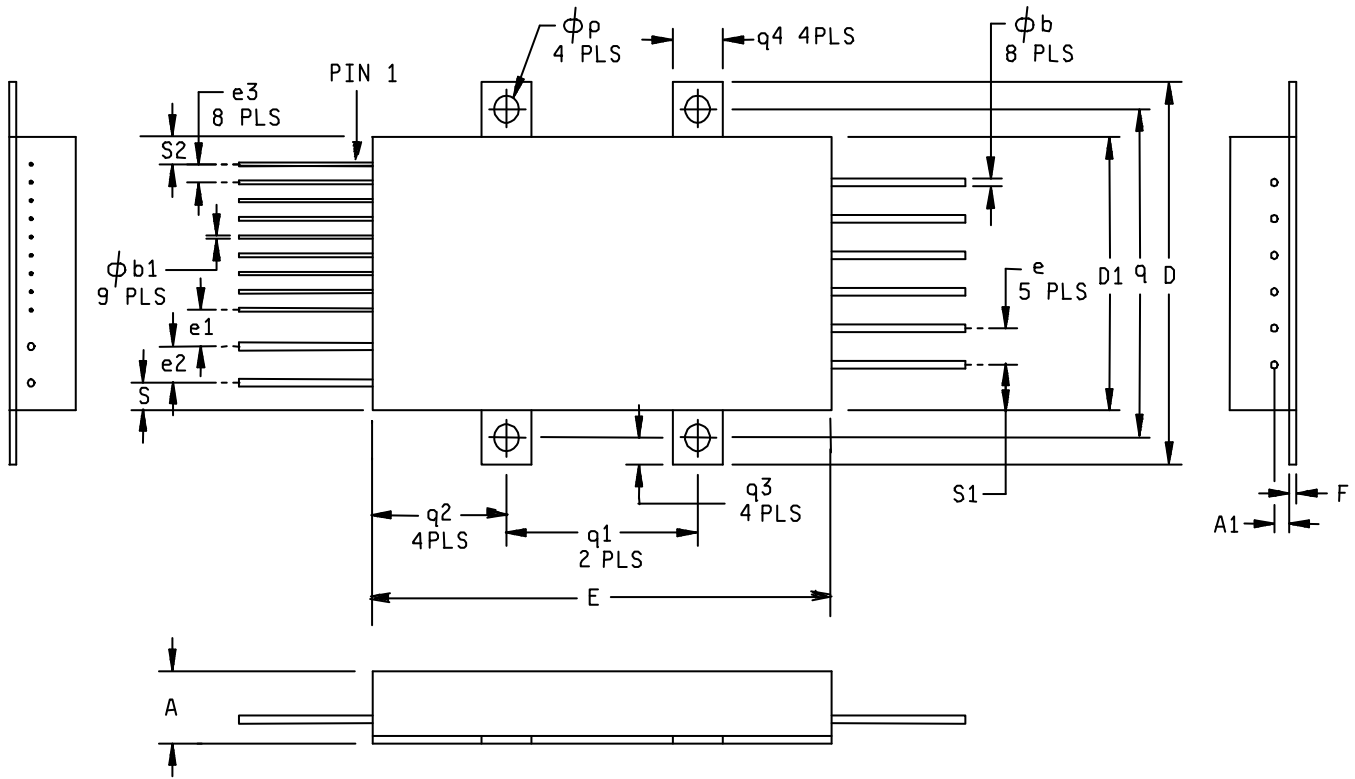 ϕp
4 PLS
q4 4PLS
ϕb
8 PLS
PIN 1
e3
8 PLS
S2
ϕb1
9 PLS
e
5 PLS
D1
q
D
e1
e2
S
q3
4 PLS
S1
F
A1
q2
4PLS
q1
2 PLS
E
A